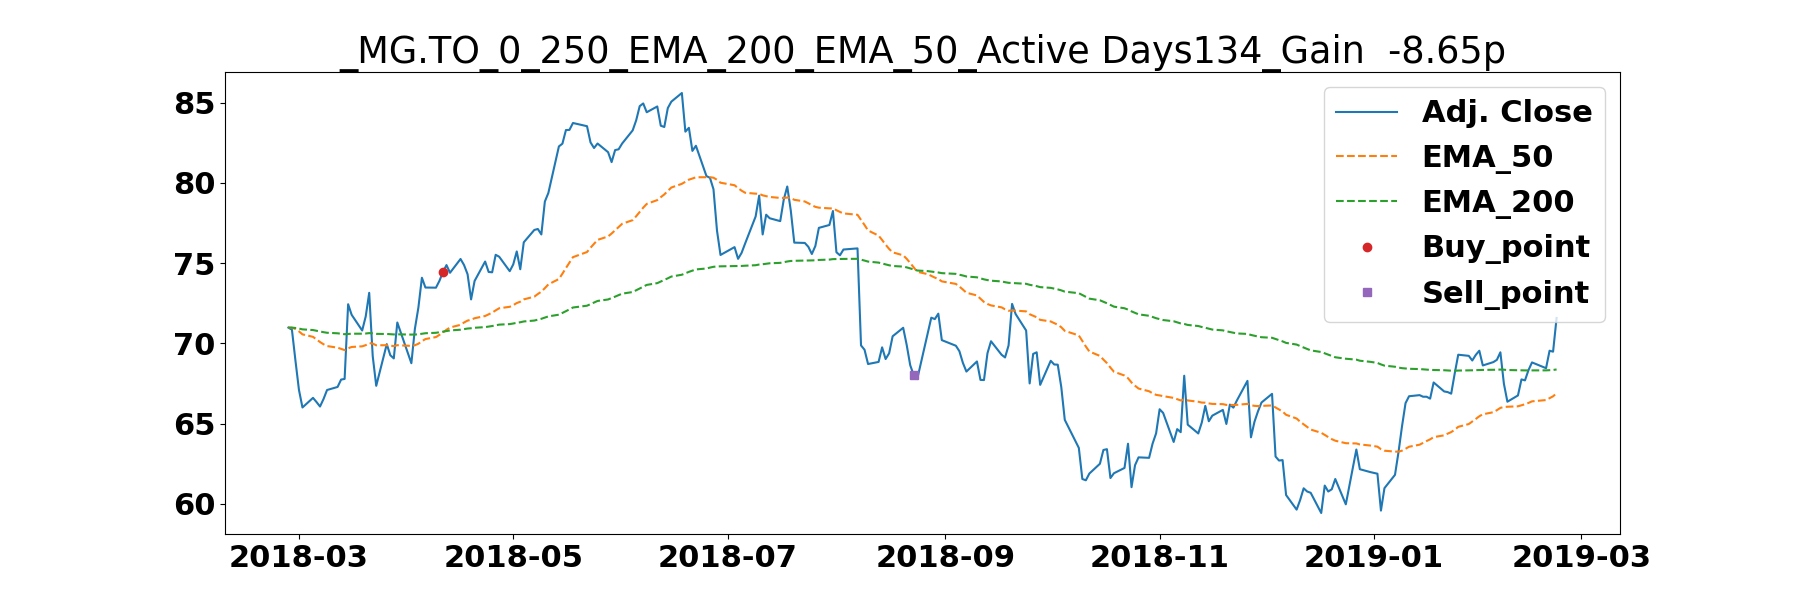 _MG.TO_0_250_EMA_200_EMA_50_Active Days134_Gain  -8.65p
85
80
75
70
65
60
Adj. Close
EMA_50
EMA_200
Buy_point
Sell_point
2018-03 2018-05 2018-07 2018-09 2018-11 2019-01 2019-03